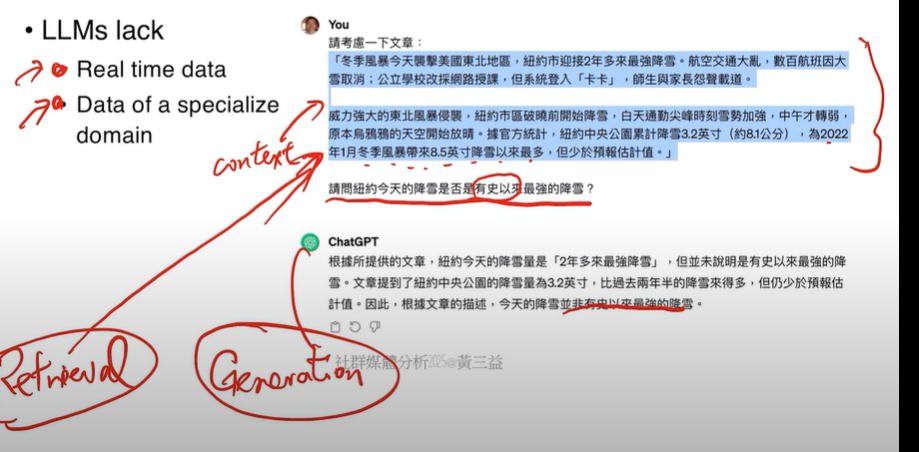 • LLMs lack
Real time data
• Data of a specialize
domain
You
請考慮一下文章：
「冬季風暴今天襲擊美國東北地區，紐約市迎接2年多來最強降雪。航空交通大亂，數百航班因大
雪取消；公立學校改採網路授課，但系統登入「卡卡」，師生與家長怨聲載道。
威力強大的東北風暴侵襲，紐約市區破曉前開始降雪，白天通勤尖峰時刻雪勢加強，中午才轉弱，
原本烏鴉鴉的天空開始放晴。據官方統計，紐約中央公園累計降雪3.2英寸（約8.1公分），為2022
年1月冬季風暴帶來8.5英寸降雪以來最多，但少於預報估計值。」
context
請問紐約今天的降雪是否是有史以來最強的降雪？
ChatGPT
根據所提供的文章，紐約今天的降雪量是「2年多來最強降雪」，但並未說明是有史以來最強的降
雪。文章提到了紐約中央公園的降雪量為3.2英寸，比過去兩年半的降雪來得多，但仍少於預報估
計值。因此，根據文章的描述，今天的降雪並非有史以來最強的降雪。
Retrieval
Generation
社群媒體分析2025@黃三益